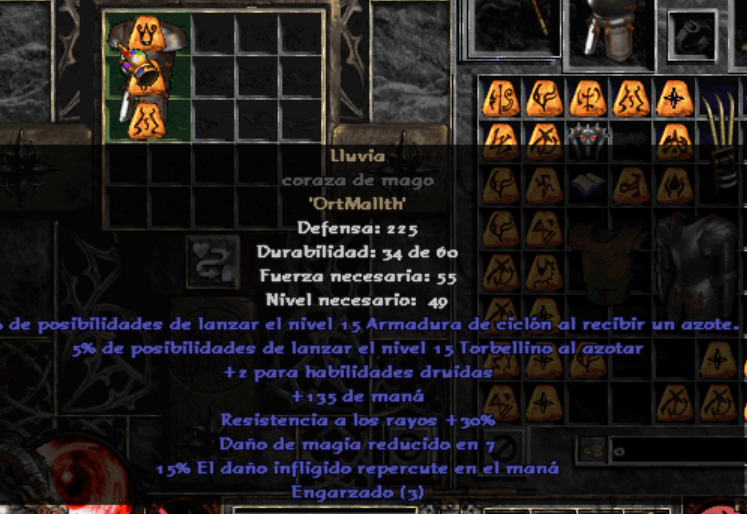 Lluvia
coraza de mago
'OrtMalIth'
Defensa: 225
Durabilidad: 34 de 60
Fuerza necesaria: 55
Nivel necesario: 49
de posibilidades de lanzar el nivel 15 Armadura de ciclón al recibir un azote.
5% de posibilidades de lanzar el nivel 15 Torbellino al azotar
+2 para habilidades druidas
+135 de maná
Resistencia a los rayos +30%
Daño de magia reducido en 7
15% El daño infligido repercute en el maná
Engarzado (3)
0